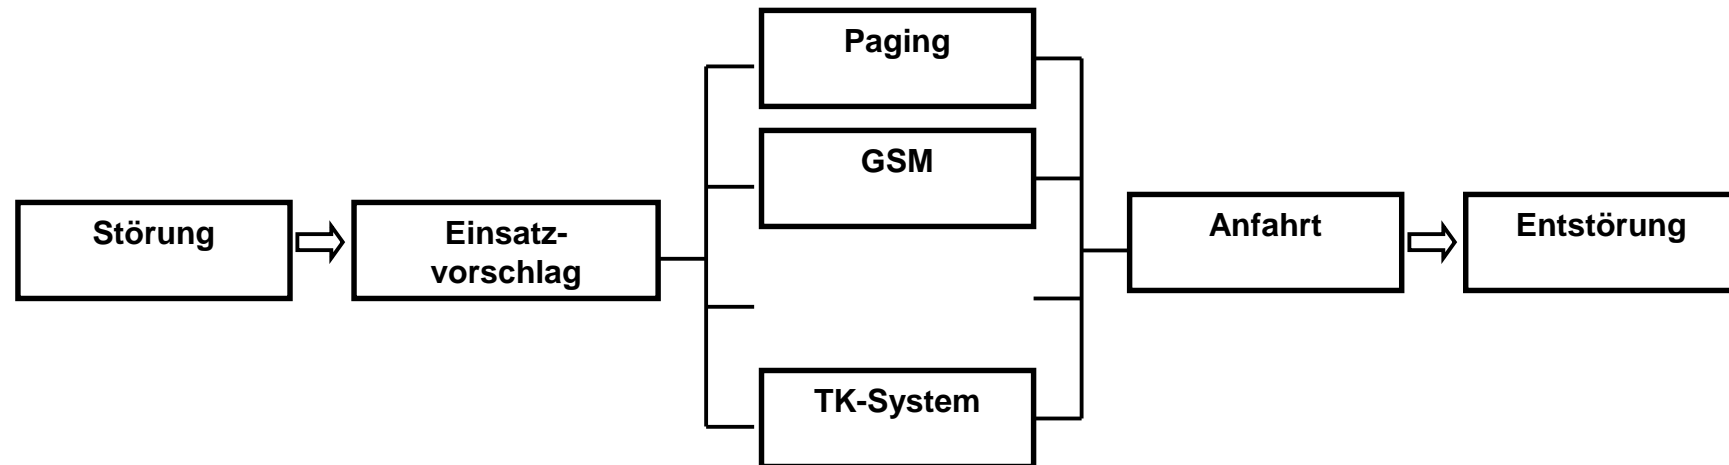 Paging
GSM
Störung
Einsatz-
vorschlag
Anfahrt
Entstörung
TK-System